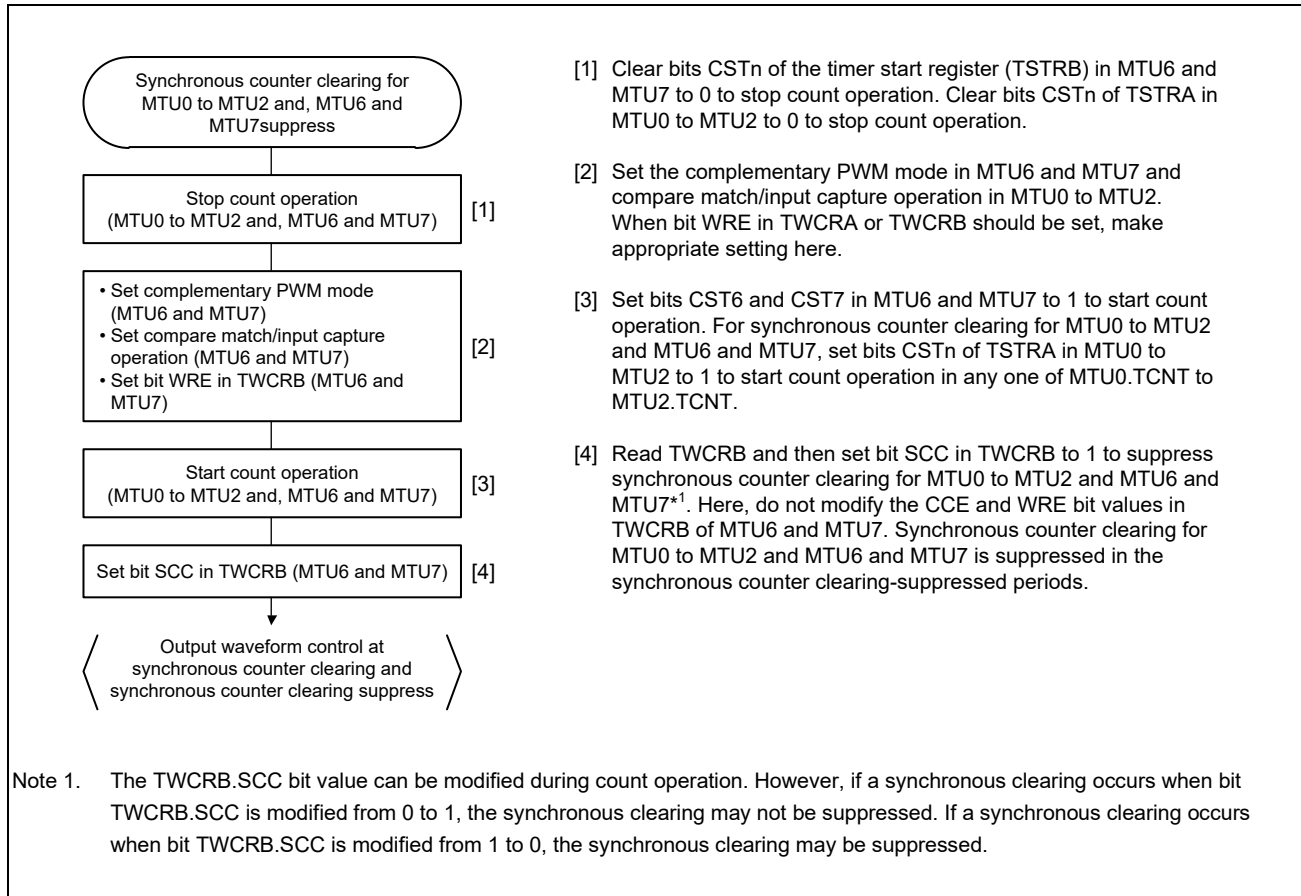 Synchronous counter clearing for
MTU0 to MTU2 and, MTU6 and
MTU7suppress
Stop count operation
(MTU0 to MTU2 and, MTU6 and MTU7)
[1]
• Set complementary PWM mode
(MTU6 and MTU7)
• Set compare match/input capture
operation (MTU6 and MTU7)
• Set bit WRE in TWCRB (MTU6 and
MTU7)
[2]
Start count operation
(MTU0 to MTU2 and, MTU6 and MTU7)
[3]
Set bit SCC in TWCRB (MTU6 and MTU7)
[4]
Output waveform control at
synchronous counter clearing and
synchronous counter clearing suppress
[1] Clear bits CSTn of the timer start register (TSTRB) in MTU6 and
MTU7 to 0 to stop count operation. Clear bits CSTn of TSTRA in
MTU0 to MTU2 to 0 to stop count operation.
[2] Set the complementary PWM mode in MTU6 and MTU7 and
compare match/input capture operation in MTU0 to MTU2.
When bit WRE in TWCRA or TWCRB should be set, make
appropriate setting here.
[3] Set bits CST6 and CST7 in MTU6 and MTU7 to 1 to start count
operation. For synchronous counter clearing for MTU0 to MTU2
and MTU6 and MTU7, set bits CSTn of TSTRA in MTU0 to
MTU2 to 1 to start count operation in any one of MTU0.TCNT to
MTU2.TCNT.
[4] Read TWCRB and then set bit SCC in TWCRB to 1 to suppress
synchronous counter clearing for MTU0 to MTU2 and MTU6 and
MTU7*1. Here, do not modify the CCE and WRE bit values in
TWCRB of MTU6 and MTU7. Synchronous counter clearing for
MTU0 to MTU2 and MTU6 and MTU7 is suppressed in the
synchronous counter clearing-suppressed periods.
Note 1. The TWCRB.SCC bit value can be modified during count operation. However, if a synchronous clearing occurs when bit
TWCRB.SCC is modified from 0 to 1, the synchronous clearing may not be suppressed. If a synchronous clearing occurs
when bit TWCRB.SCC is modified from 1 to 0, the synchronous clearing may be suppressed.